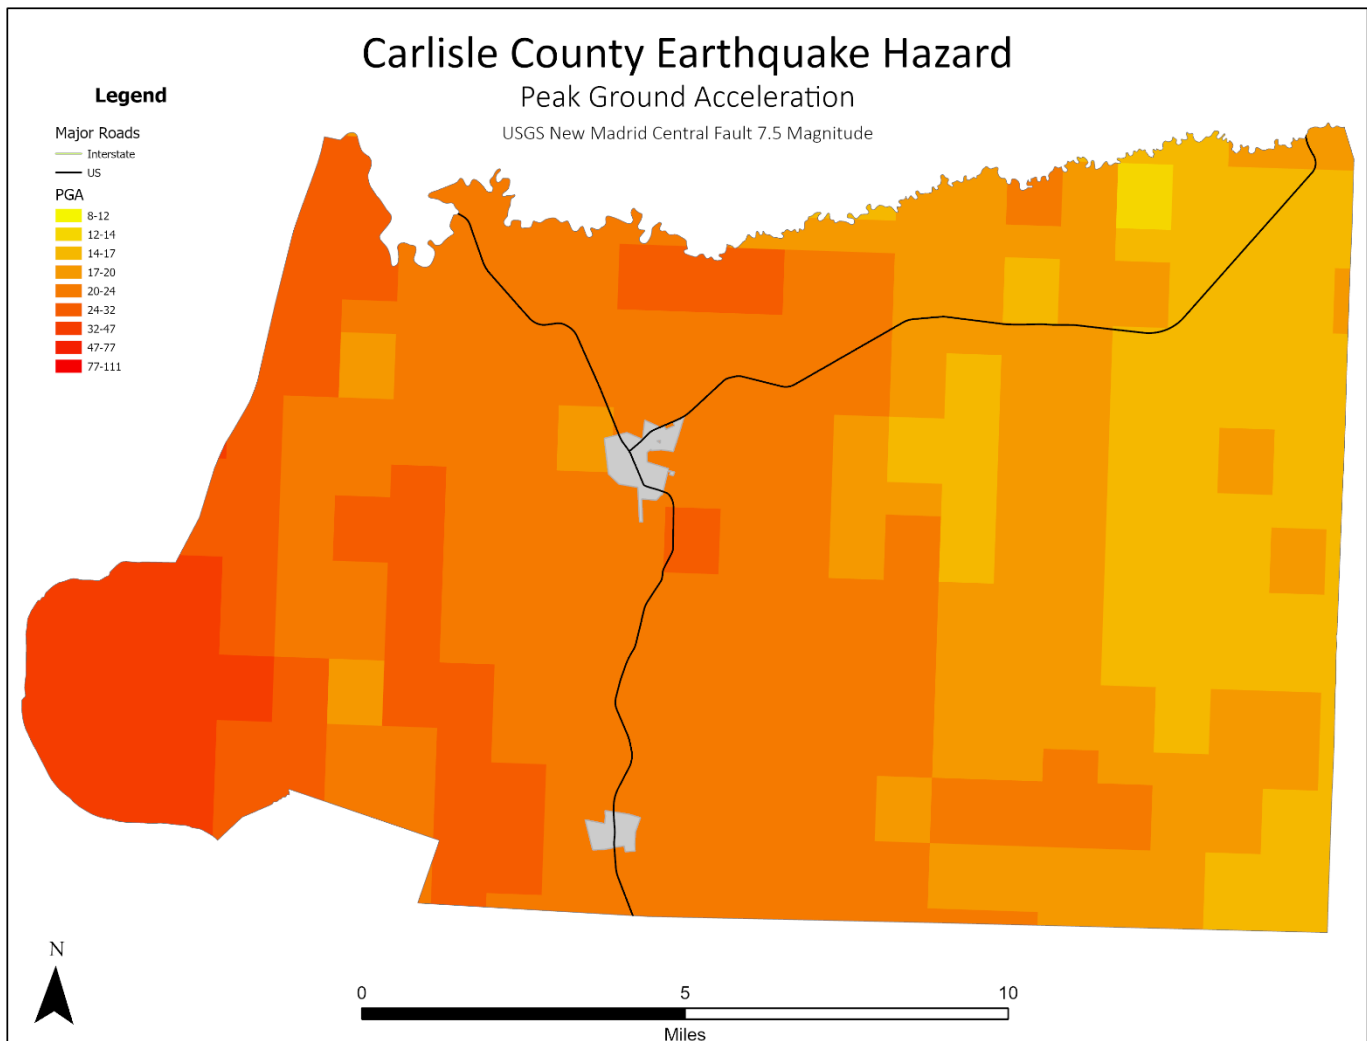 Carlisle County Earthquake Hazard
Peak Ground Acceleration
USGS New Madrid Central Fault 7.5 Magnitude
Legend
Major Roads
Interstate
US
PGA
8-12
12-14
14-17
17-20
20-24
24-32
32-47
47-77
77-111
N
0 5 10
Miles